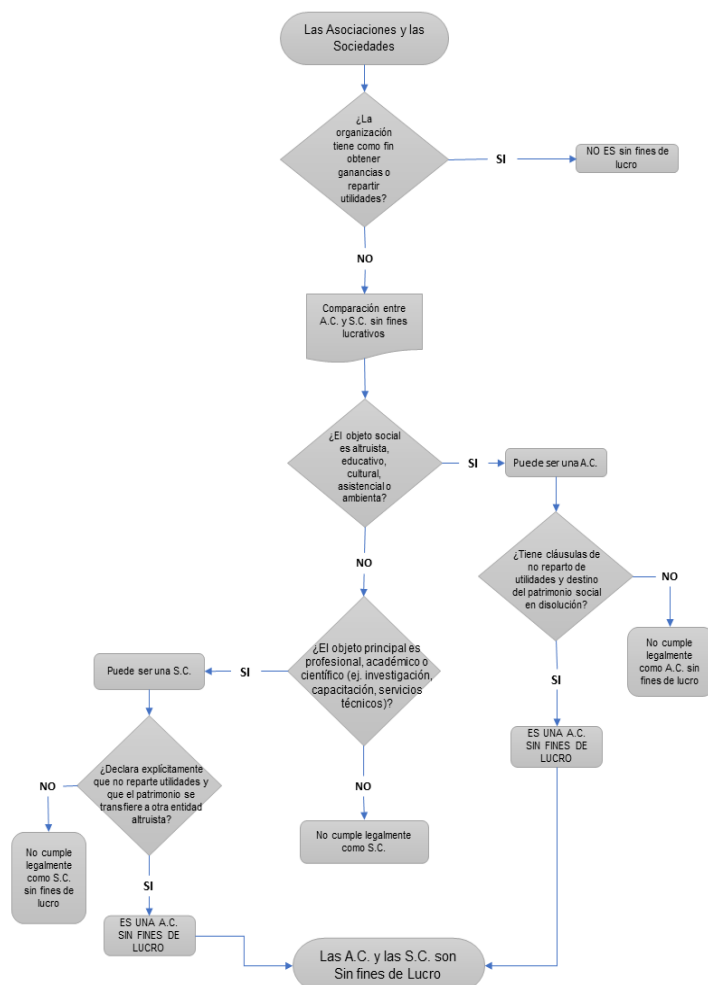 Las Asociaciones y las
Sociedades
¿La
organización
tiene como fin
obtener
ganancias o
repartir
utilidades?
SI
NO ES sin fines de
lucro
NO
Comparación entre
A.C. y S.C. sin fines
lucrativos
¿El objeto social
es altruista,
educativo,
cultural,
asistencial o
ambienta?
SI
Puede ser una A.C.
NO
¿Tiene cláusulas de
no reparto de
utilidades y destino
del patrimonio social
en disolución?
NO
No cumple
legalmente
como A.C. sin
fines de lucro
SI
ES UNA A.C.
SIN FINES DE
LUCRO
¿El objeto principal es
profesional, académico o
científico (ej. investigación,
capacitación, servicios
técnicos)?
SI
Puede ser una S.C.
NO
No cumple legalmente
como S.C.
¿Declara explícitamente
que no reparte utilidades y
que el patrimonio se
transfiere a otra entidad
altruista?
NO
No cumple
legalmente
como S.C.
sin fines de
lucro
SI
ES UNA A.C.
SIN FINES DE
LUCRO
Las A.C. y las S.C. son
Sin fines de Lucro